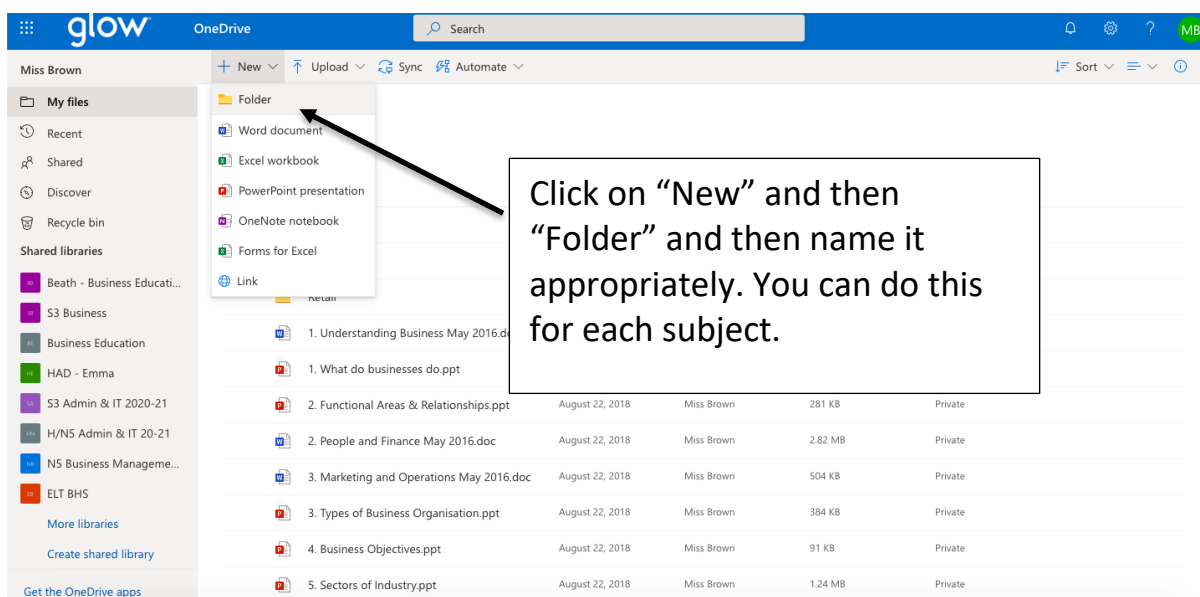 glow OneDrive Search ? MB
Miss Brown
+ New Upload Sync Automate Sort
My files
Recent
Shared
Discover
Recycle bin
Shared libraries
Beath - Business Educati...
S3 Business
Business Education
HAD - Emma
S3 Admin & IT 2020-21
H/N5 Admin & IT 20-21
N5 Business Manageme...
ELT BHS
More libraries
Create shared library
Get the OneDrive apps
Folder
Word document
Excel workbook
PowerPoint presentation
OneNote notebook
Forms for Excel
Link
Click on “New” and then
“Folder” and then name it
appropriately. You can do this
for each subject.
Retail
1. Understanding Business May 2016.do
1. What do businesses do.ppt
2. Functional Areas & Relationships.ppt August 22, 2018 Miss Brown 281 KB Private
2. People and Finance May 2016.doc August 22, 2018 Miss Brown 2.82 MB Private
3. Marketing and Operations May 2016.doc August 22, 2018 Miss Brown 504 KB Private
3. Types of Business Organisation.ppt August 22, 2018 Miss Brown 384 KB Private
4. Business Objectives.ppt August 22, 2018 Miss Brown 91 KB Private
5. Sectors of Industry.ppt August 22, 2018 Miss Brown 1.24 MB Private